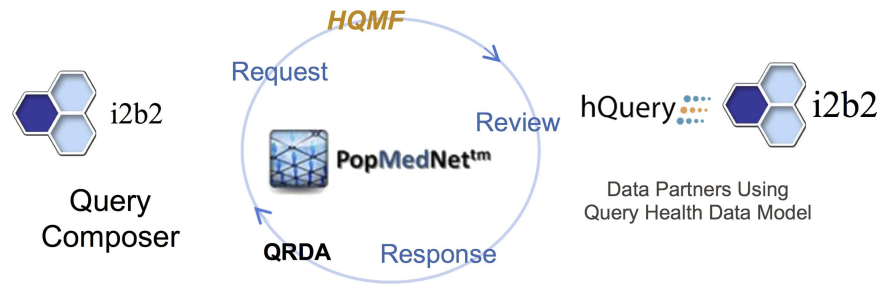 HQMF
Request
i2b2
Review
hQuery
i2b2
PopMedNet™
Query
Composer
Data Partners Using
Query Health Data Model
QRDA
Response